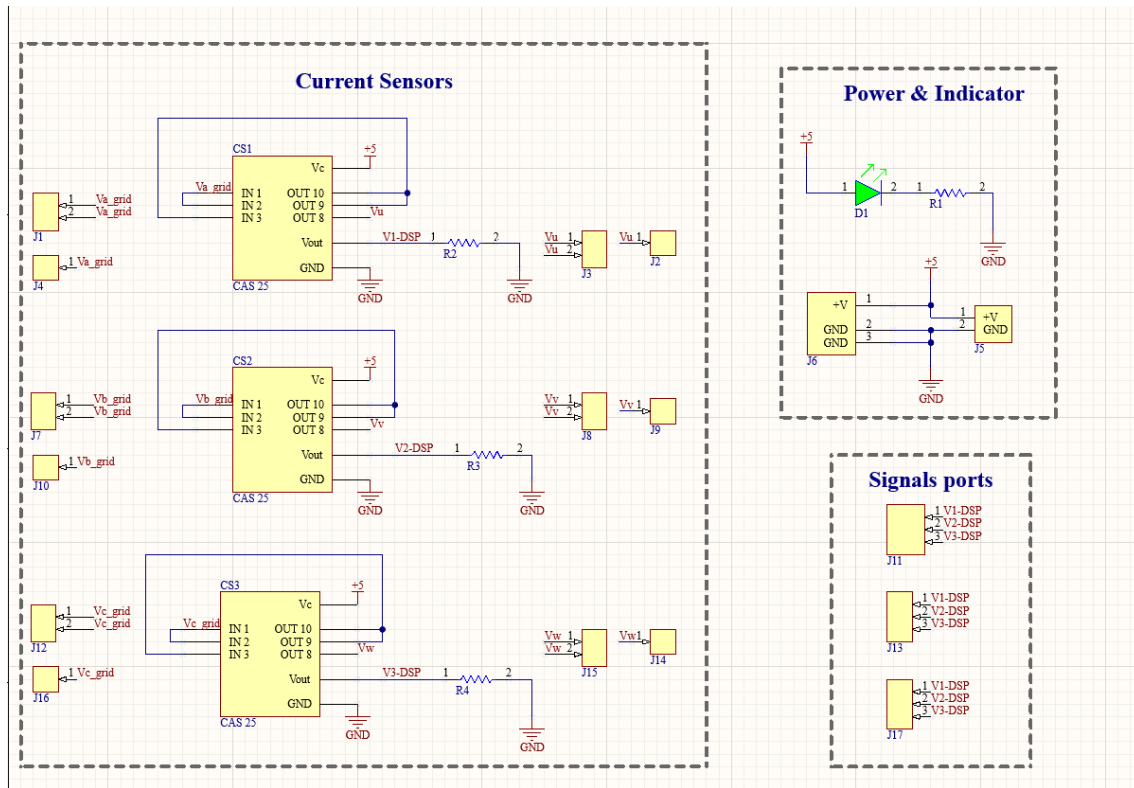 Current Sensors
CS1
+5
Vc
Va_grid
IN 1
OUT 10
IN 2
OUT 9
IN 3
OUT 8
Vu
Vout
V1-DSP
1
2
R2
GND
CAS 25
GND
GND
1
Va_grid
2
Va_grid
J1
1
Va_grid
J4
Vu 1
Vu 2
J3
Vu 1
J2
CS2
+5
Vc
Vb_grid
IN 1
OUT 10
IN 2
OUT 9
IN 3
OUT 8
Vv
Vout
V2-DSP
1
2
R3
GND
CAS 25
GND
GND
1
Vb_grid
2
Vb_grid
J7
1
Vb_grid
J10
Vv 1
Vv 2
J8
Vv 1
J9
CS3
+5
Vc
Vc_grid
IN 1
OUT 10
IN 2
OUT 9
IN 3
OUT 8
Vw
Vout
V3-DSP
1
2
R4
GND
CAS 25
GND
GND
1
Vc_grid
2
Vc_grid
J12
1
Vc_grid
J16
Vw 1
Vw 2
J15
Vw 1
J14
Power & Indicator
+5
1
2
D1
1
2
R1
GND
+5
+V
1
GND
2
GND
3
J6
1
+V
2
GND
J5
GND
Signals ports
1 V1-DSP
2 V2-DSP
3 V3-DSP
J11
1 V1-DSP
2 V2-DSP
3 V3-DSP
J13
1 V1-DSP
2 V2-DSP
3 V3-DSP
J17